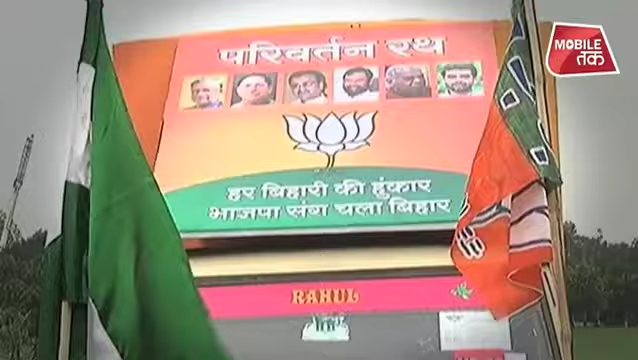 MOBILE
तक
परिवर्तन रथ
हर बिहारी की हुंकार
भाजपा संग चला बिहार
RAHUL